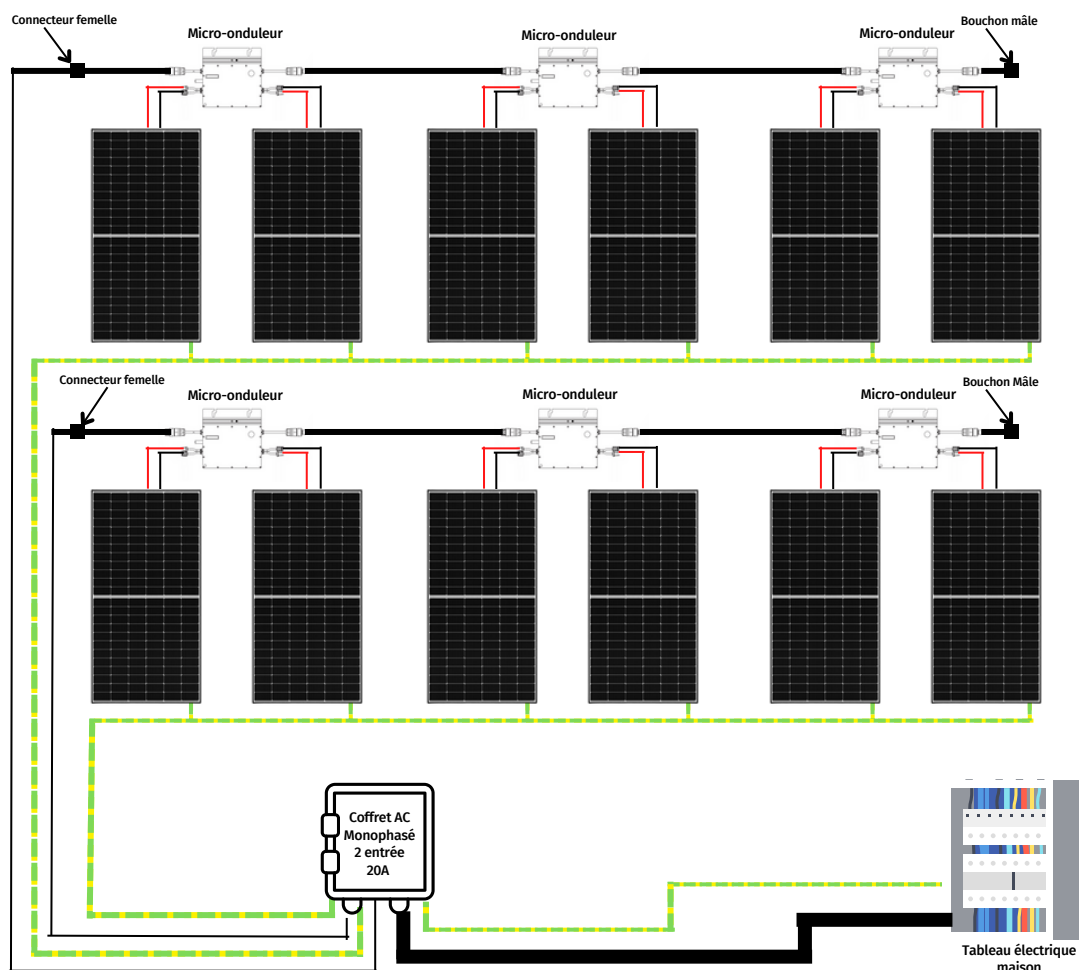 Connecteur femelle
Micro-onduleur
Micro-onduleur
Micro-onduleur
Bouchon mâle
Connecteur femelle
Micro-onduleur
Micro-onduleur
Micro-onduleur
Bouchon Mâle
Coffret AC
Monophasé
2 entrée
20A
Tableau électrique
maison